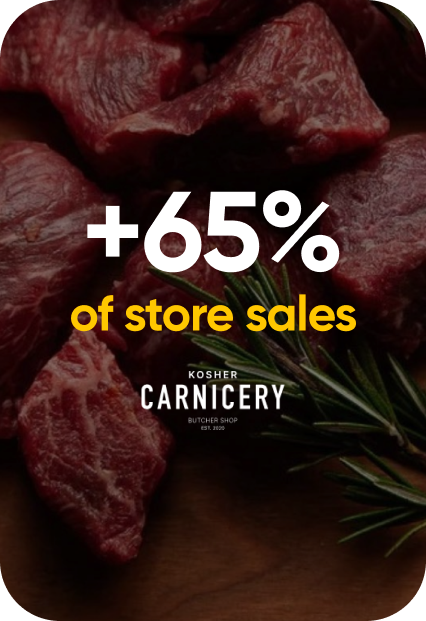 +65%
of store sales
KOSHER
CARNICERY
BUTCHER SHOP
EST. 2020